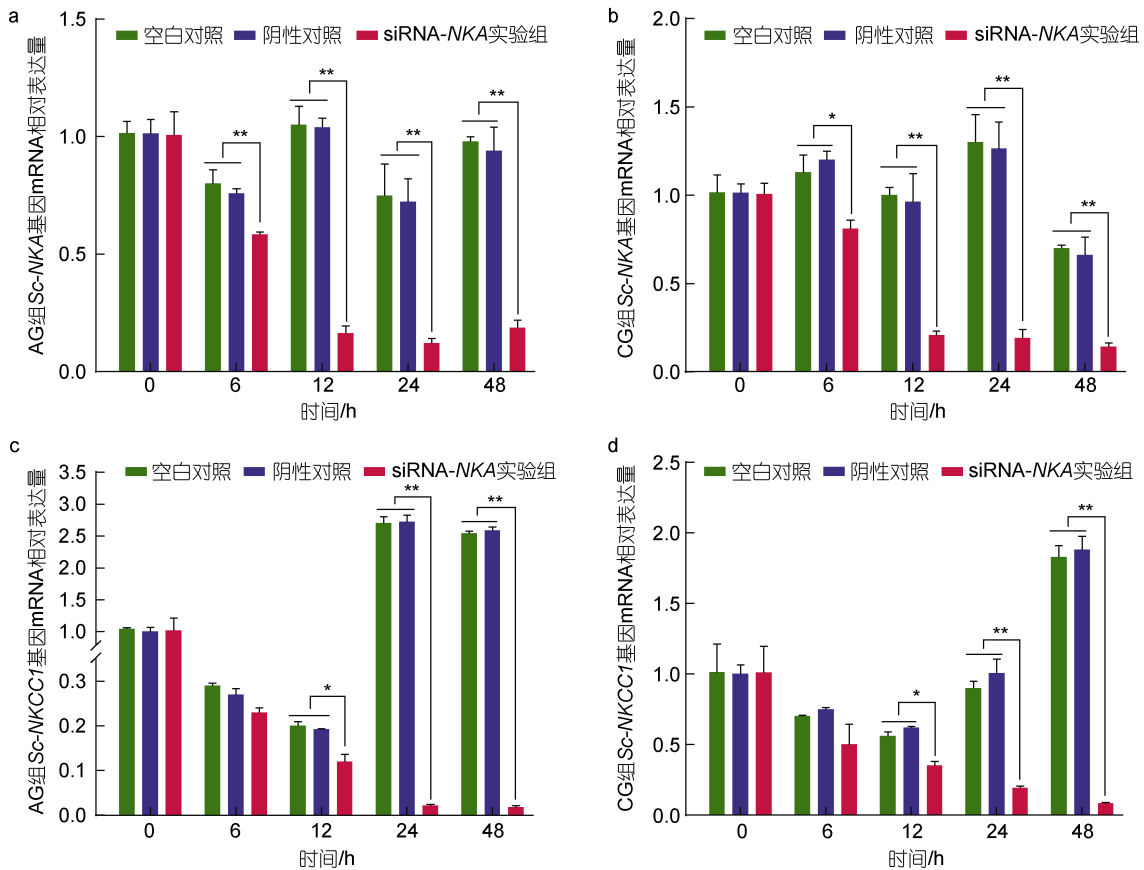 a
AG组Sc-NKA基因mRNA相对表达量
空白对照 阴性对照 siRNA-NKA实验组
1.5
1.0
0.5
0.0
** ** ** **
0 6 12 24 48
时间/h
b
CG组Sc-NKA基因mRNA相对表达量
空白对照 阴性对照 siRNA-NKA实验组
2.0
1.5
1.0
0.5
0.0
* ** ** **
0 6 12 24 48
时间/h
c
AG组Sc-NKCC1基因mRNA相对表达量
空白对照 阴性对照 siRNA-NKA实验组
3.5
3.0
2.5
2.0
1.5
1.0
0.3
0.2
0.1
0.0
* ** **
0 6 12 24 48
时间/h
d
CG组Sc-NKCC1基因mRNA相对表达量
空白对照 阴性对照 siRNA-NKA实验组
2.5
2.0
1.5
1.0
0.5
0.0
* ** **
0 6 12 24 48
时间/h